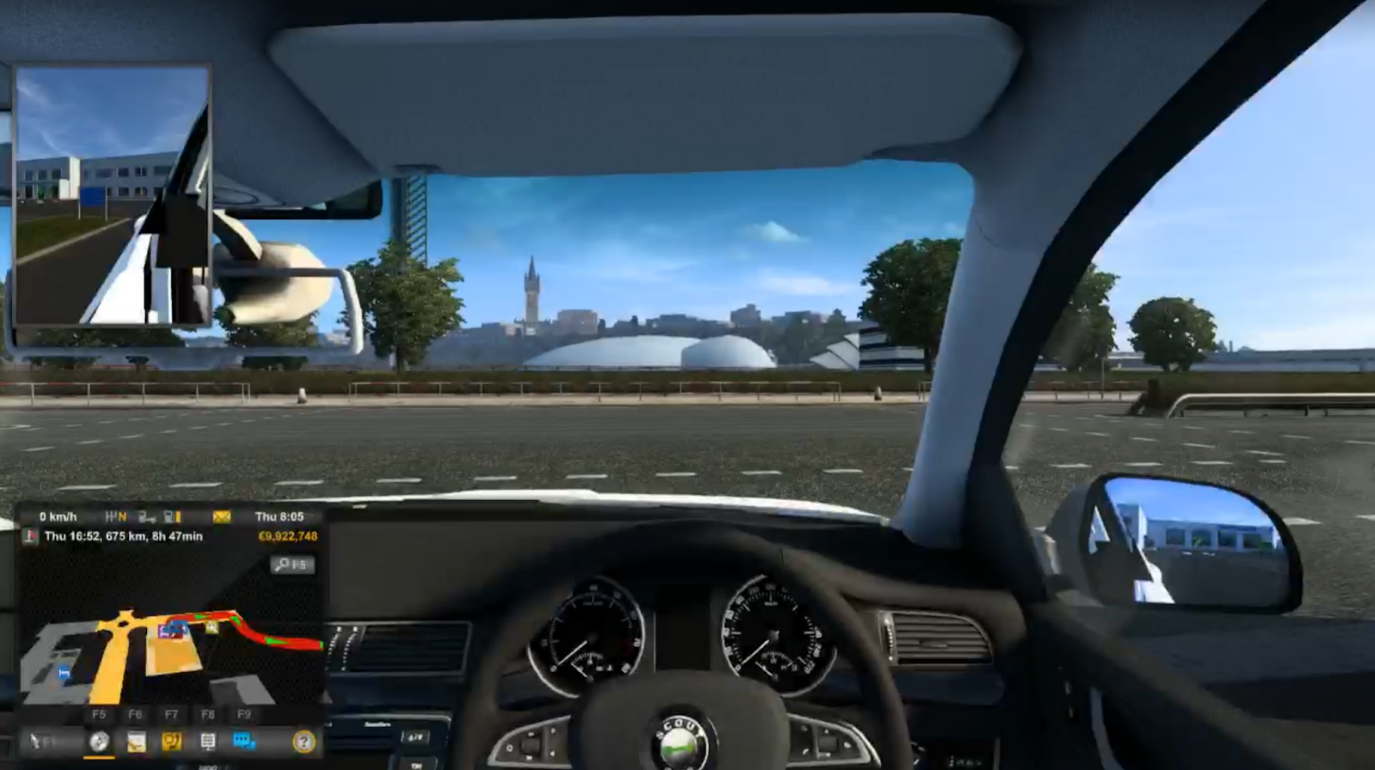 0 km/h N Thu 8:05
Thu 16:52, 675 km, 8h 47min €9,922,748
F5
F5 F6 F7 F8 F9
F1 ?
SCOUT